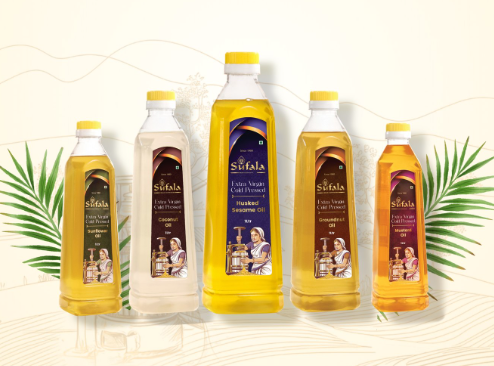 Sufala
Extra Virgin
Cold Pressed
Sunflower
Oil
Sufala
Extra Virgin
Cold Pressed
Coconut
Oil
Sufala
Extra Virgin
Cold Pressed
Husked
Sesame Oil
Sufala
Extra Virgin
Cold Pressed
Groundnut
Oil
Sufala
Extra Virgin
Cold Pressed
Mustard
Oil